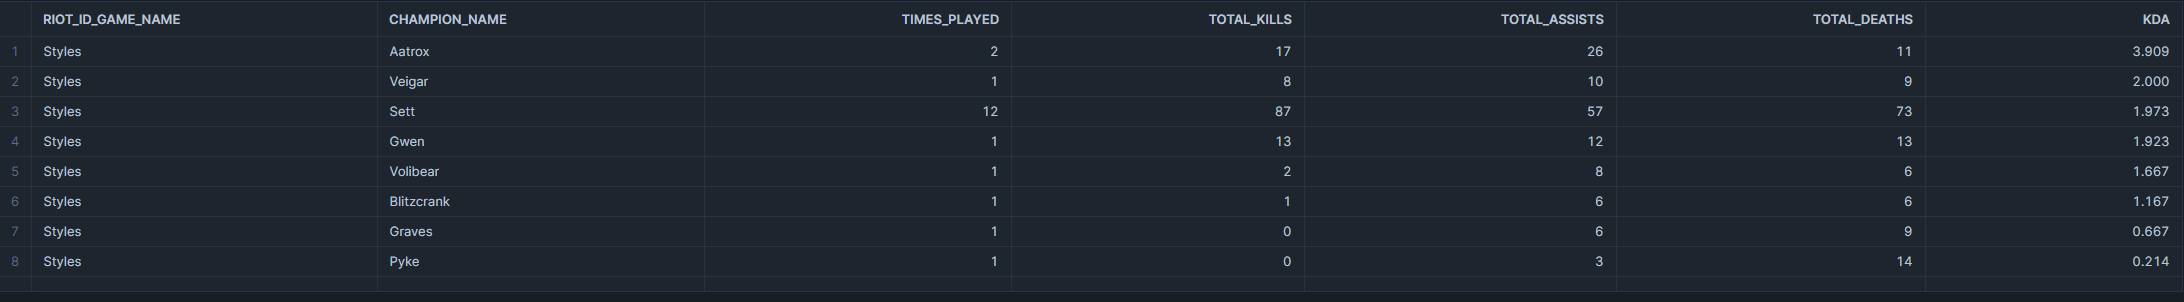 RIOT_ID_GAME_NAME CHAMPION_NAME TIMES_PLAYED TOTAL_KILLS TOTAL_ASSISTS TOTAL_DEATHS KDA
1 Styles Aatrox 2 17 26 11 3.909
2 Styles Veigar 1 8 10 9 2.000
3 Styles Sett 12 87 57 73 1.973
4 Styles Gwen 1 13 12 13 1.923
5 Styles Volibear 1 2 8 6 1.667
6 Styles Blitzcrank 1 1 6 6 1.167
7 Styles Graves 1 0 6 9 0.667
8 Styles Pyke 1 0 3 14 0.214